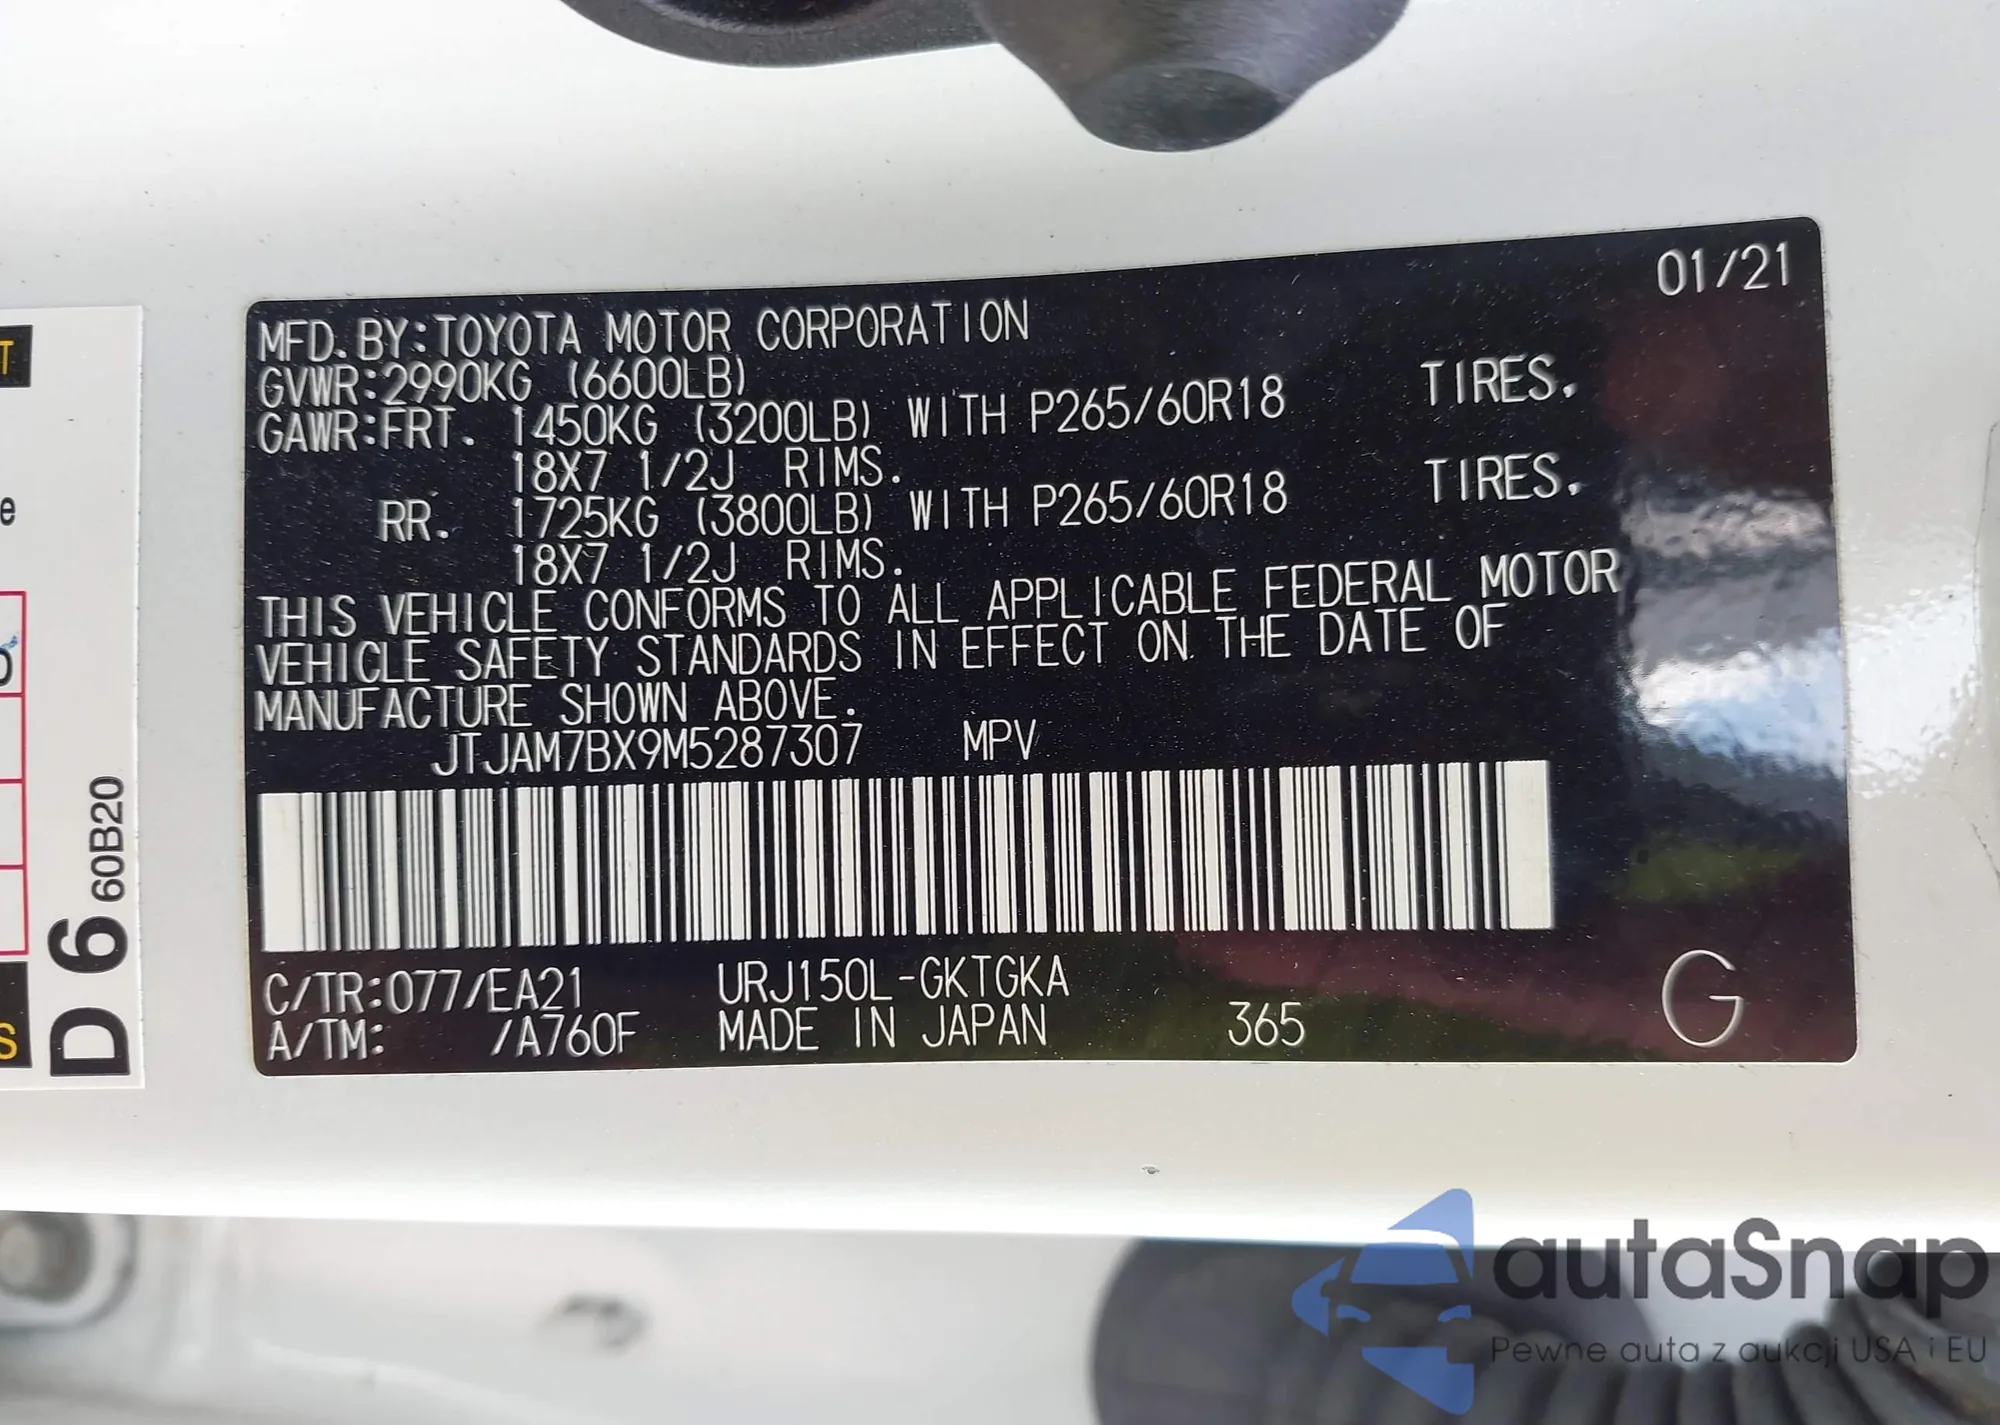 01/21
MFD. BY: TOYOTA MOTOR CORPORATION
GVWR: 2990KG (6600LB)
GAWR: FRT. 1450KG (3200LB) WITH P265/60R18 TIRES,
18X7 1/2J RIMS.
RR. 1725KG (3800LB) WITH P265/60R18 TIRES,
18X7 1/2J RIMS.
THIS VEHICLE CONFORMS TO ALL APPLICABLE FEDERAL MOTOR
VEHICLE SAFETY STANDARDS IN EFFECT ON THE DATE OF
MANUFACTURE SHOWN ABOVE.
JTJAM7BX9M5287307 MPV
C/TR: 077/EA21 URJ150L-GKTGKA
A/TM: /A760F MADE IN JAPAN 365 G
T
e
S
D 6 60B20
autaSnap
Pewne auta z aukcji USA i EU